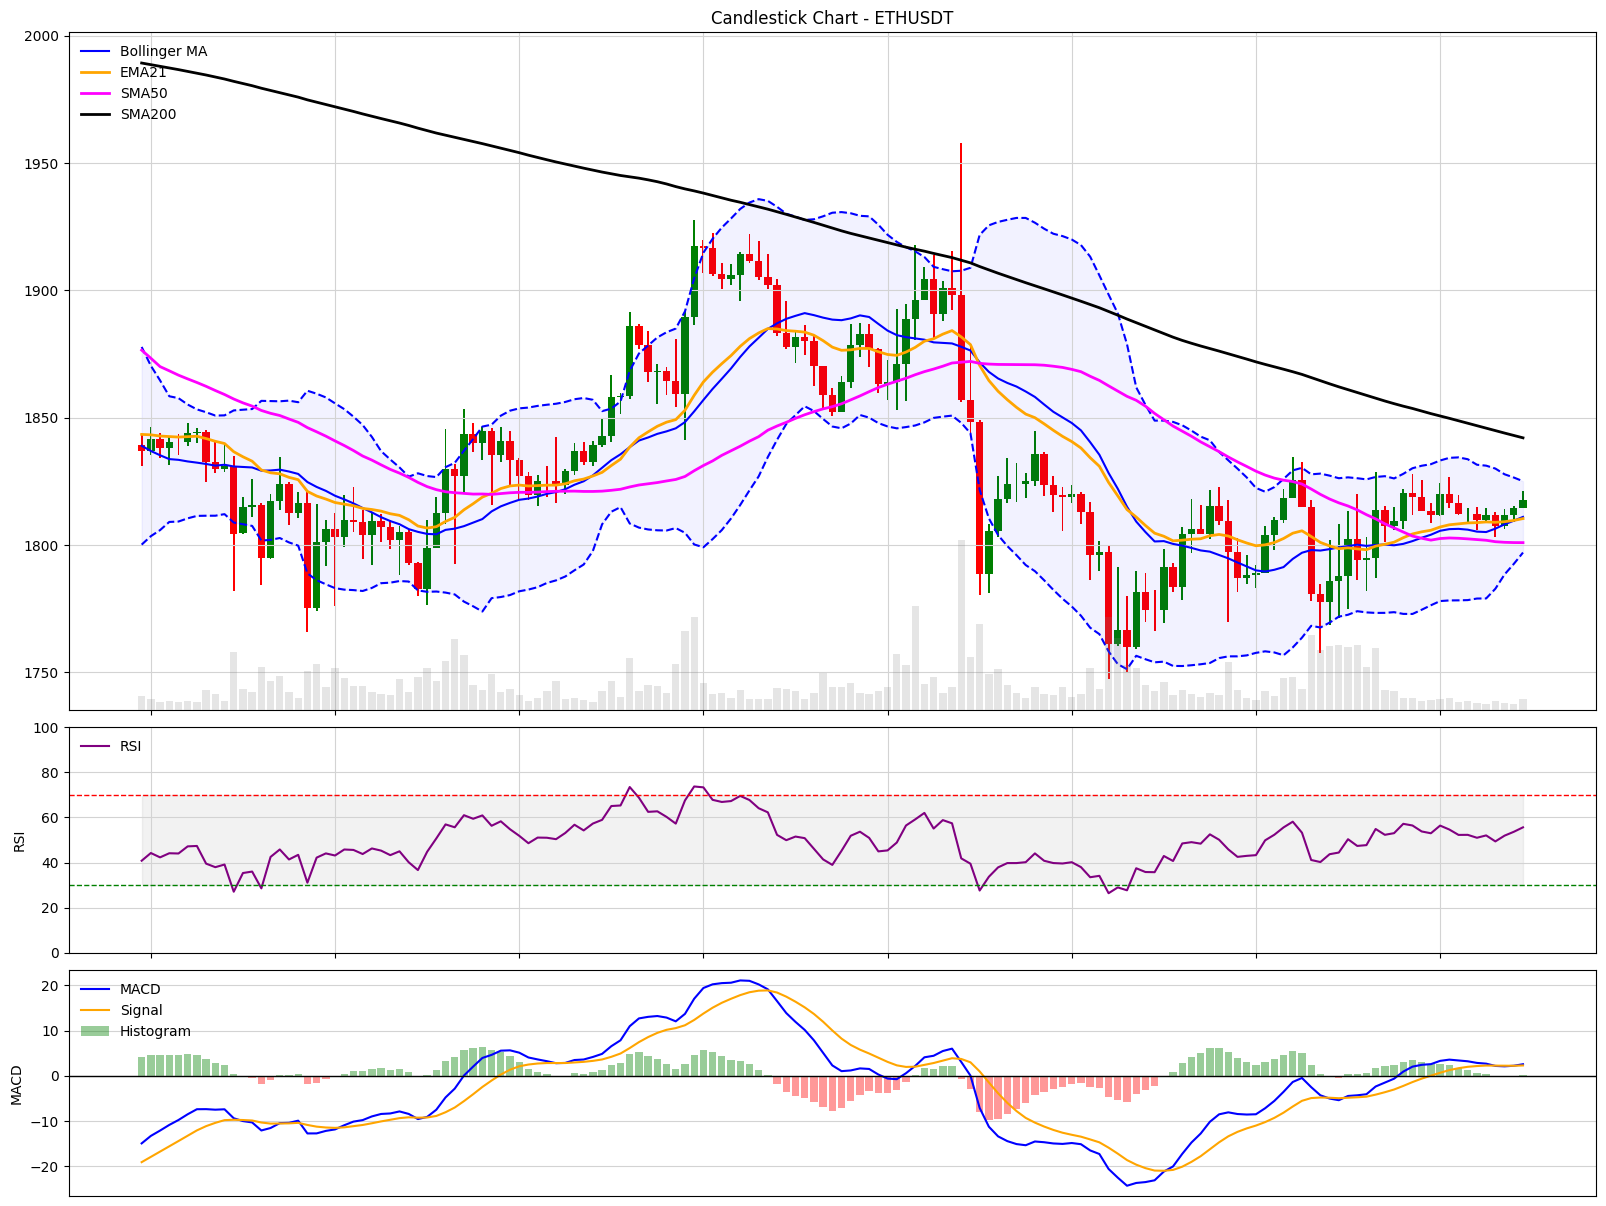 Candlestick Chart - ETHUSDT
2000
1950
1900
1850
1800
1750
Bollinger MA
EMA21
SMA50
SMA200
100
80
60
40
20
0
RSI
RSI
20
10
0
−10
−20
MACD
MACD
Signal
Histogram